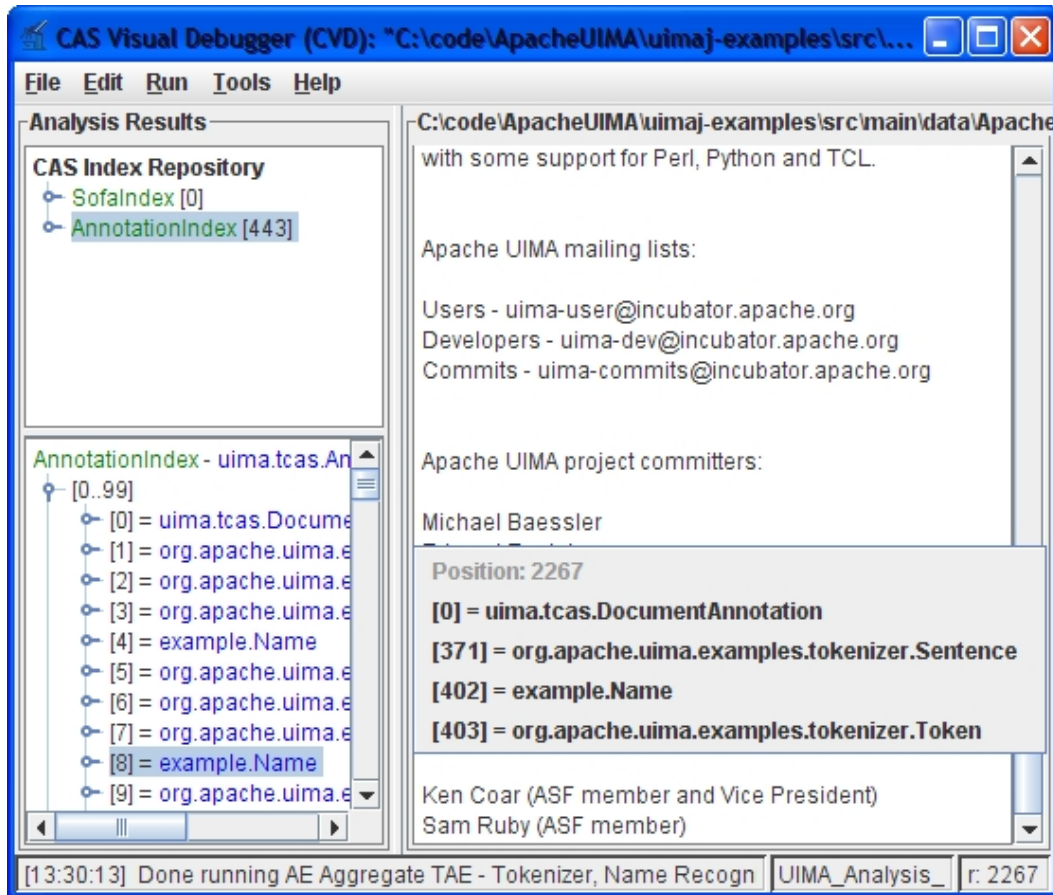 CAS Visual Debugger (CVD): "C:\code\ApacheUIMA\uimaj-examples\src\...
File Edit Run Tools Help
Analysis Results
CAS Index Repository
SofaIndex [0]
AnnotationIndex [443]
AnnotationIndex - uima.tcas.An
[0..99]
[0] = uima.tcas.Docume
[1] = org.apache.uima.e
[2] = org.apache.uima.e
[3] = org.apache.uima.e
[4] = example.Name
[5] = org.apache.uima.e
[6] = org.apache.uima.e
[7] = org.apache.uima.e
[8] = example.Name
[9] = org.apache.uima.e
C:\code\ApacheUIMA\uimaj-examples\src\main\data\Apache
with some support for Perl, Python and TCL.
Apache UIMA mailing lists:
Users - uima-user@incubator.apache.org
Developers - uima-dev@incubator.apache.org
Commits - uima-commits@incubator.apache.org
Apache UIMA project committers:
Michael Baessler
Position: 2267
[0] = uima.tcas.DocumentAnnotation
[371] = org.apache.uima.examples.tokenizer.Sentence
[402] = example.Name
[403] = org.apache.uima.examples.tokenizer.Token
Ken Coar (ASF member and Vice President)
Sam Ruby (ASF member)
[13:30:13] Done running AE Aggregate TAE - Tokenizer, Name Recogn
UIMA_Analysis_
r: 2267